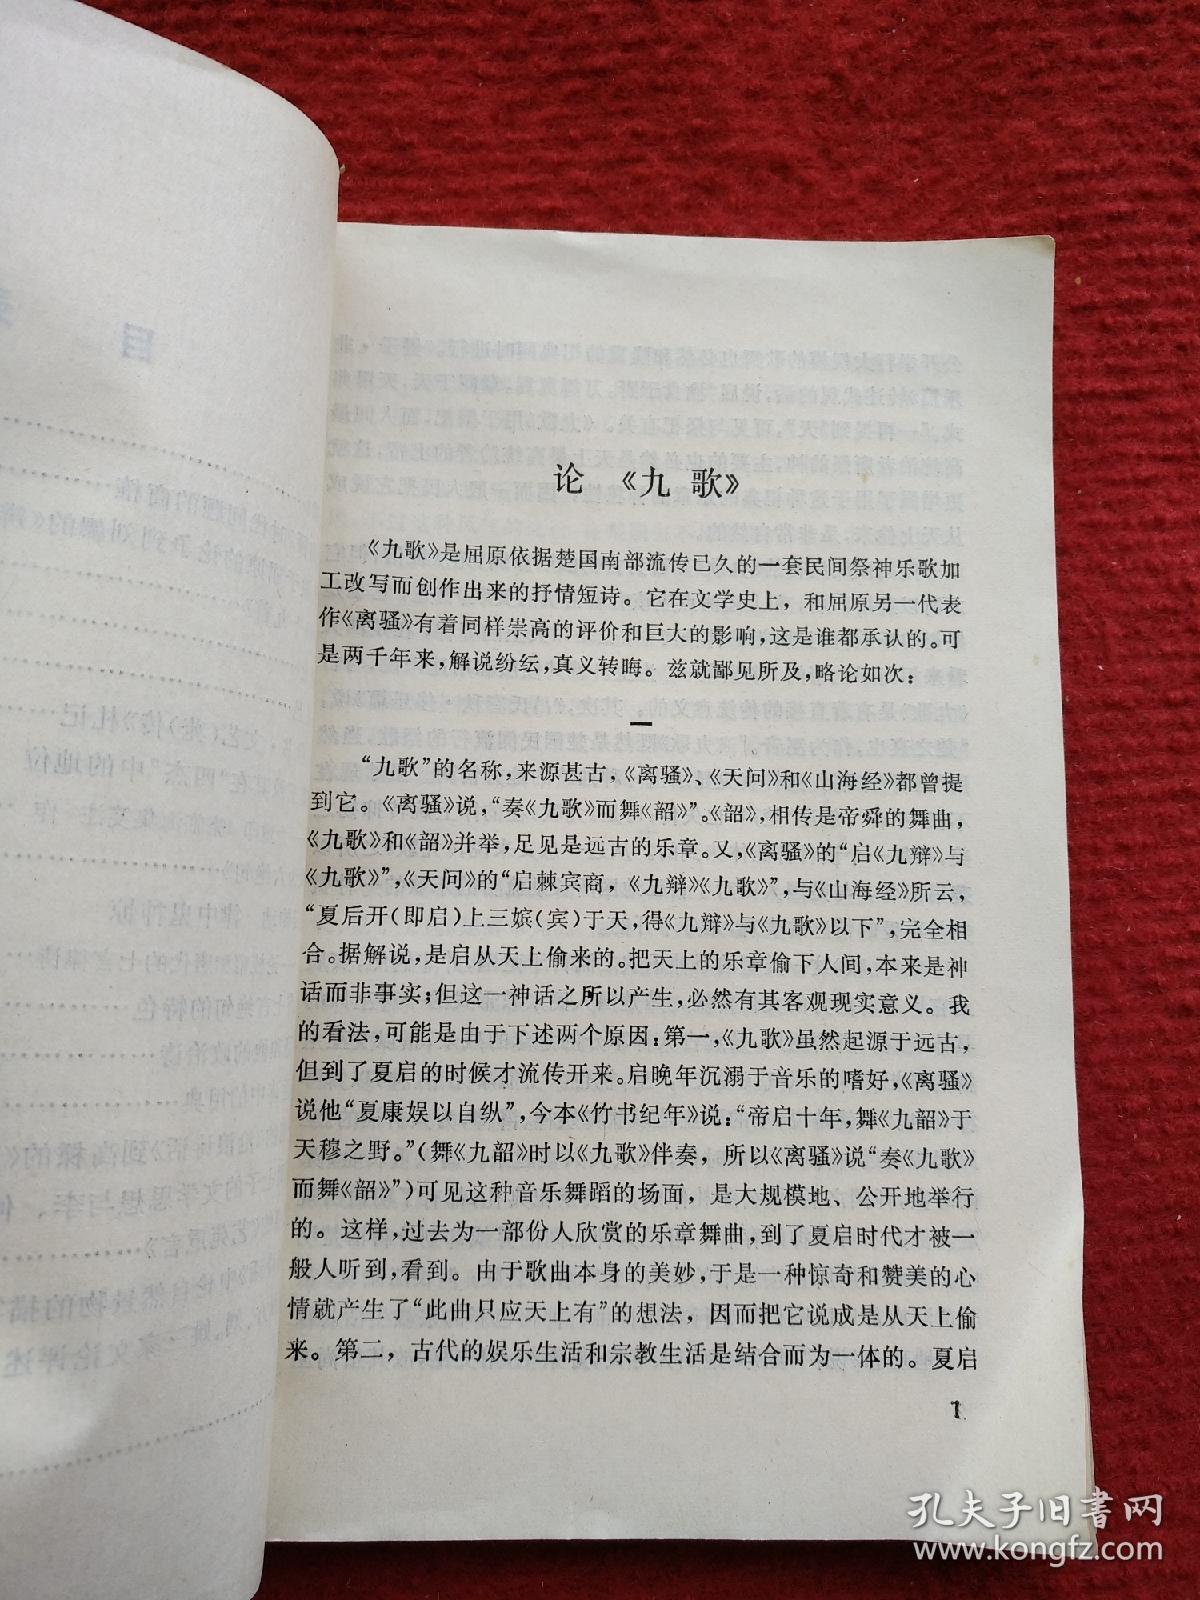 论　《九 歌》
《九歌》是屈原依据楚国南部流传已久的一套民间祭神乐歌加
工改写而创作出来的抒情短诗。它在文学史上，和屈原另一代表
作《离骚》有着同样崇高的评价和巨大的影响，这是谁都承认的。可
是两千年来，解说纷纭，真义转晦。兹就鄙见所及，略论如次：
一
“九歌”的名称，来源甚古，《离骚》、《天问》和《山海经》都曾提
到它。《离骚》说，“奏《九歌》而舞《韶》”。《韶》，相传是帝舜的舞曲，
《九歌》和《韶》并举，足见是远古的乐章。又，《离骚》的“启《九辩》与
《九歌》”，《天问》的“启棘宾商，《九辩》《九歌》”，与《山海经》所云，
“夏后开(即启)上三嫔(宾)于天，得《九辩》与《九歌》以下”，完全相
合。据解说，是启从天上偷来的。把天上的乐章偷下人间，本来是神
话而非事实；但这一神话之所以产生，必然有其客观现实意义。我
的看法，可能是由于下述两个原因：第一，《九歌》虽然起源于远古，
但到了夏启的时候才流传开来。启晚年沉溺于音乐的嗜好，《离骚》
说他“夏康娱以自纵”，今本《竹书纪年》说：“帝启十年，舞《九韶》于
天穆之野。”(舞《九韶》时以《九歌》伴奏，所以《离骚》说“奏《九歌》
而舞《韶》”)可见这种音乐舞蹈的场面，是大规模地、公开地举行
的。这样，过去为一部份人欣赏的乐章舞曲，到了夏启时代才被一
般人听到，看到。由于歌曲本身的美妙，于是一种惊奇和赞美的心
情就产生了“此曲只应天上有”的想法，因而把它说成是从天上偷
来。第二，古代的娱乐生活和宗教生活是结合而为一体的。夏启
1
孔夫子旧书网
www.kongfz.com